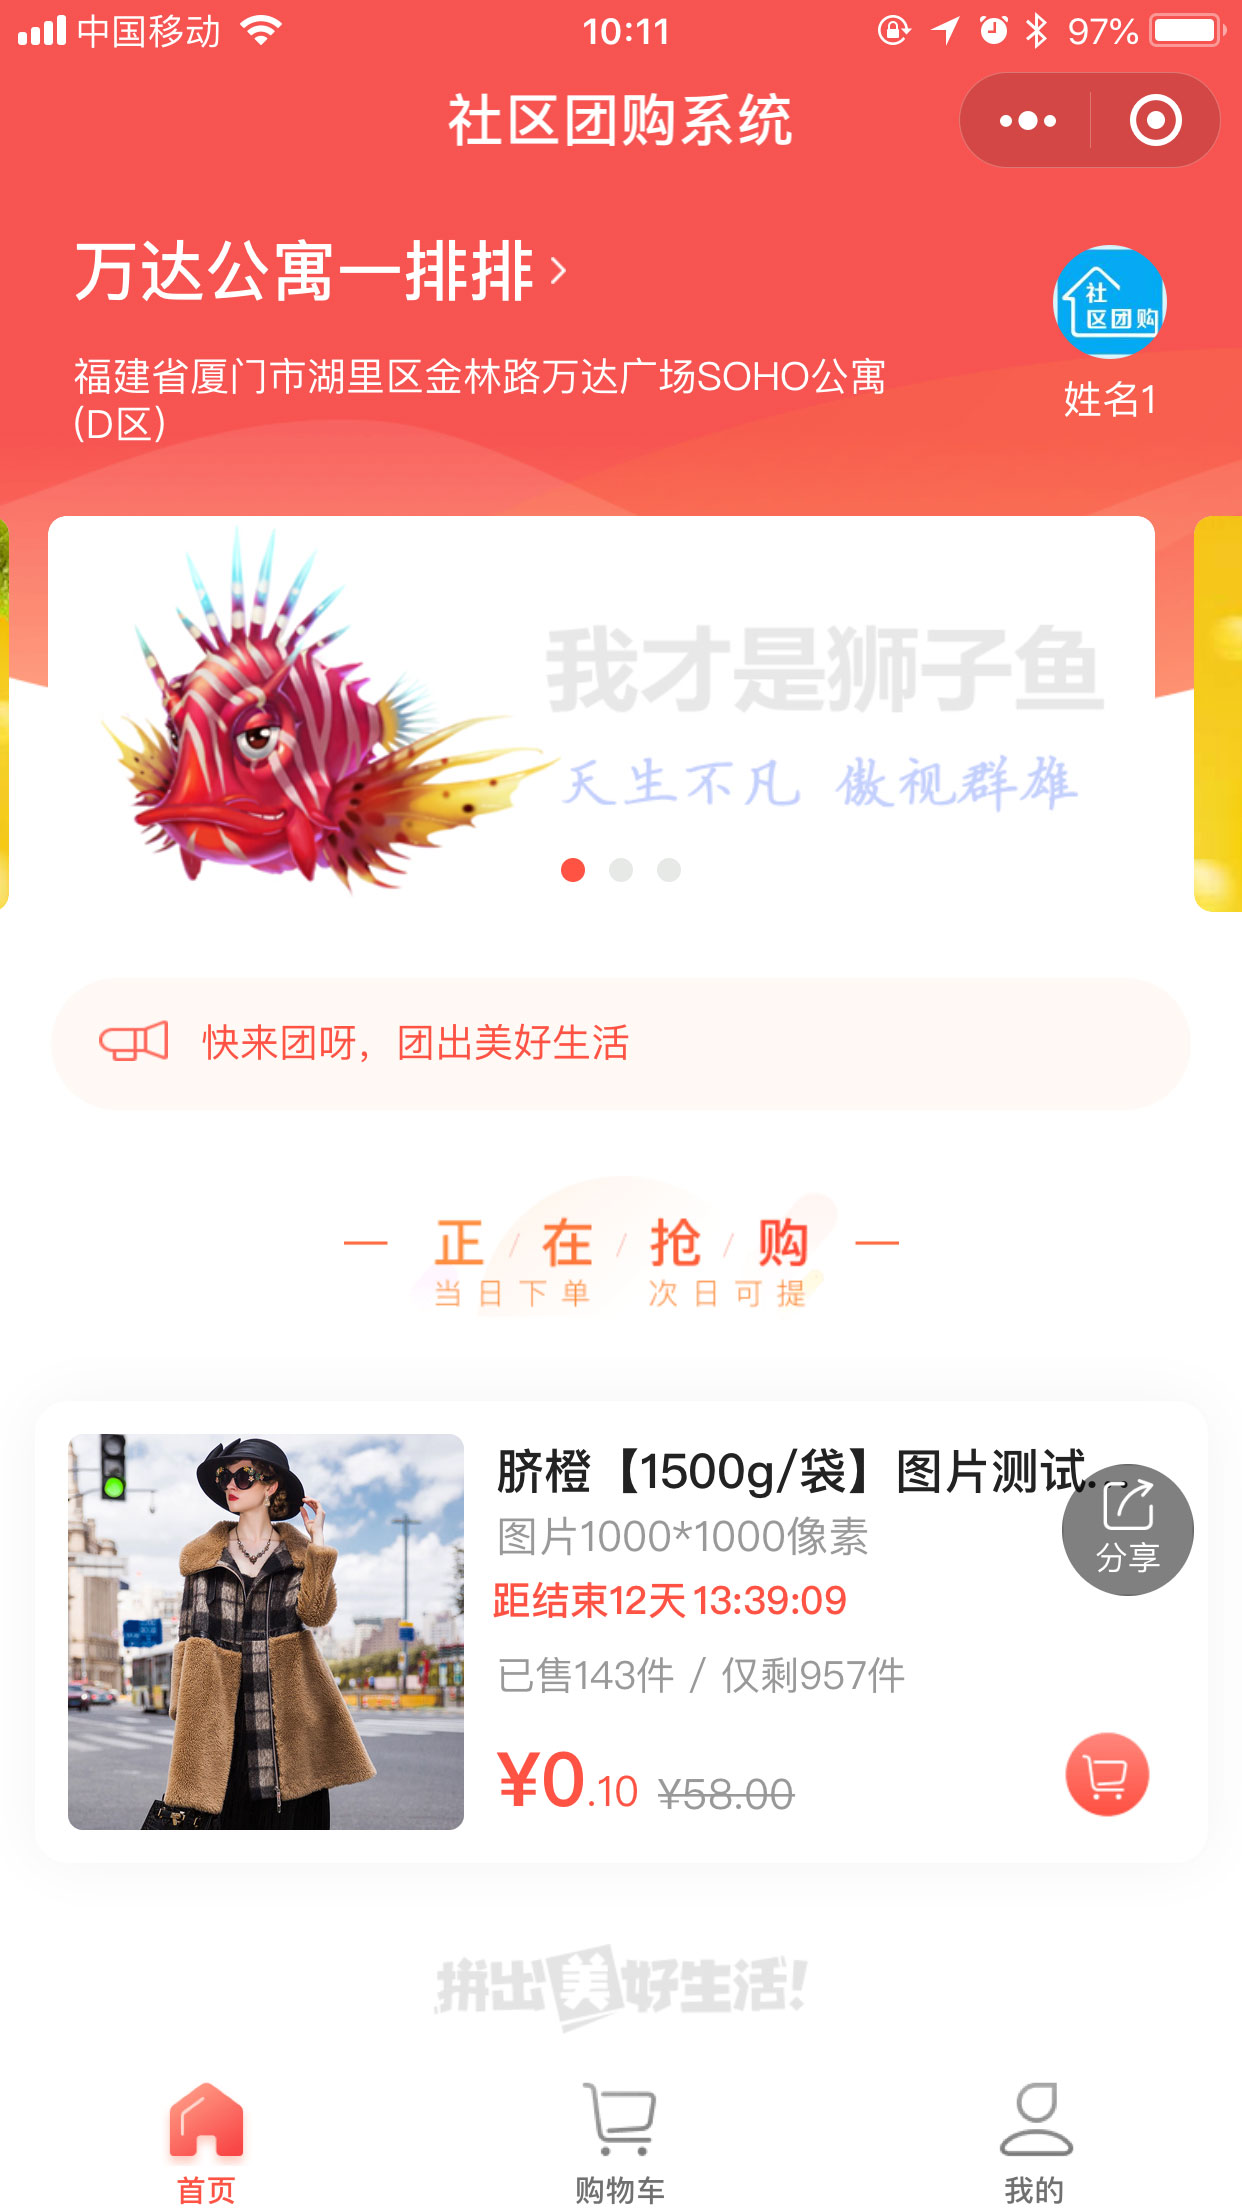 中国移动 10:11 97%
社区团购系统
万达公寓一排排
福建省厦门市湖里区金林路万达广场SOHO公寓
(D区)
社
区团购
姓名1
我才是狮子鱼
天生不凡 傲视群雄
快来团呀，团出美好生活
正/在/抢/购
当日下单 次日可提
脐橙【1500g/袋】图片测试...
图片1000*1000像素
分享
距结束12天13:39:09
已售143件 / 仅剩957件
¥0.10 ¥58.00
拼出美好生活!
首页 购物车 我的